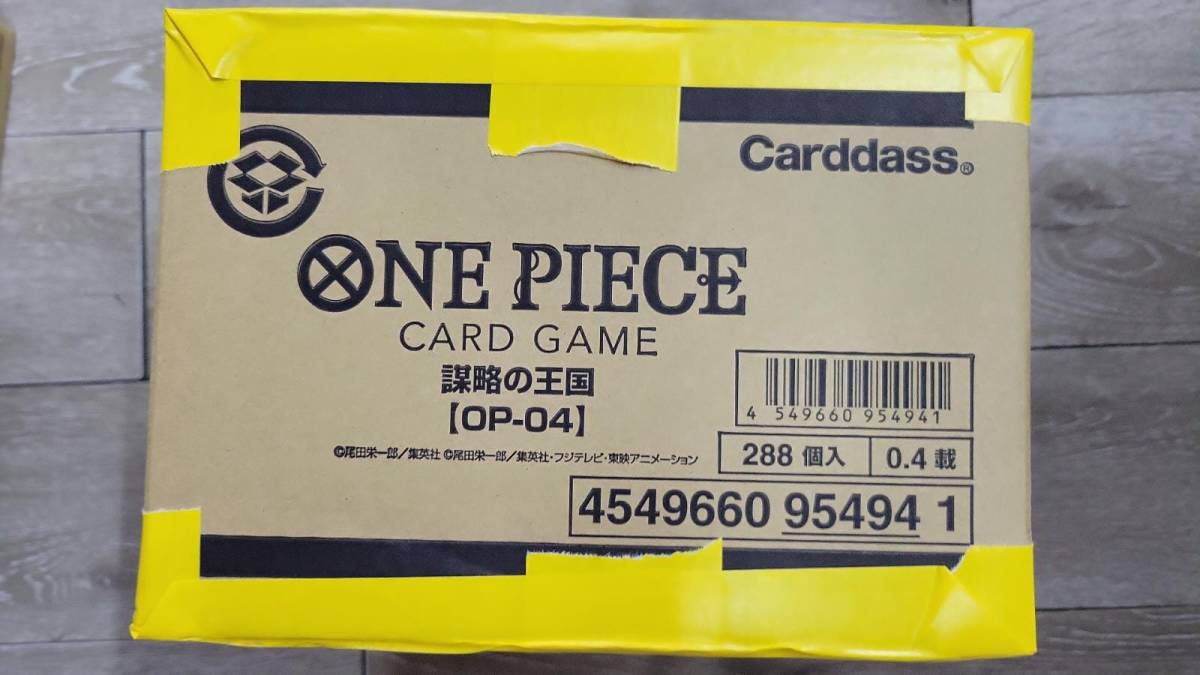 Carddass®
ONE PIECE
CARD GAME
謀略の王国
【OP-04】
©尾田栄一郎/集英社 ©尾田栄一郎/集英社・フジテレビ・東映アニメーション
4 549660 954941
288 個入 0.4 載
4549660 95494 1